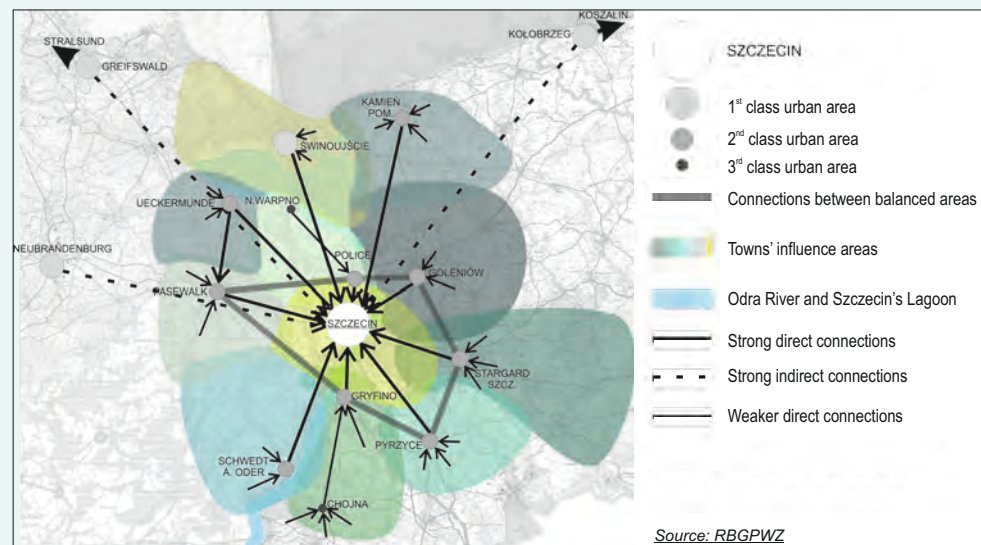 KOSZALIN
STRALSUND
KOŁOBRZEG
GREIFSWALD
KAMIEŃ
POM.
ŚWINOUJŚCIE
UECKERMUNDE
N.WARPNO
NEUBRANDENBURG
POLICE
GOLENIÓW
PASEWALK
SZCZECIN
STARGARD
SZCZ.
GRYFINO
PYRZYCE
SCHWEDT
A. ODER
CHOJNA
SZCZECIN
1st class urban area
2nd class urban area
3rd class urban area
Connections between balanced areas
Towns' influence areas
Odra River and Szczecin's Lagoon
Strong direct connections
Strong indirect connections
Weaker direct connections
Source: RBGPWZ